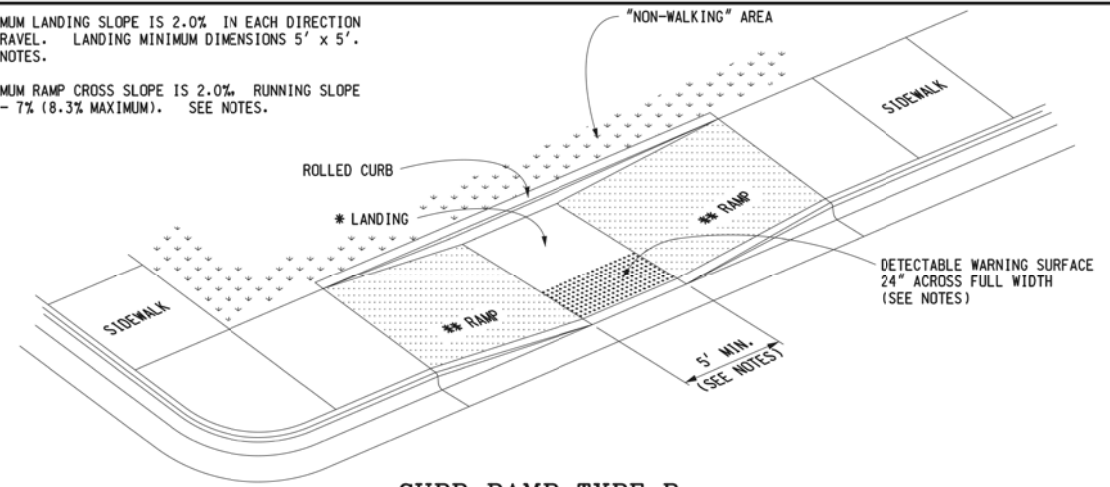 MUM LANDING SLOPE IS 2.0% IN EACH DIRECTION
RAVEL. LANDING MINIMUM DIMENSIONS 5' x 5'.
NOTES.
MUM RAMP CROSS SLOPE IS 2.0%. RUNNING SLOPE
- 7% (8.3% MAXIMUM). SEE NOTES.
"NON-WALKING" AREA
SIDEWALK
ROLLED CURB
* LANDING
** RAMP
DETECTABLE WARNING SURFACE
24" ACROSS FULL WIDTH
(SEE NOTES)
SIDEWALK
** RAMP
5' MIN.
(SEE NOTES)